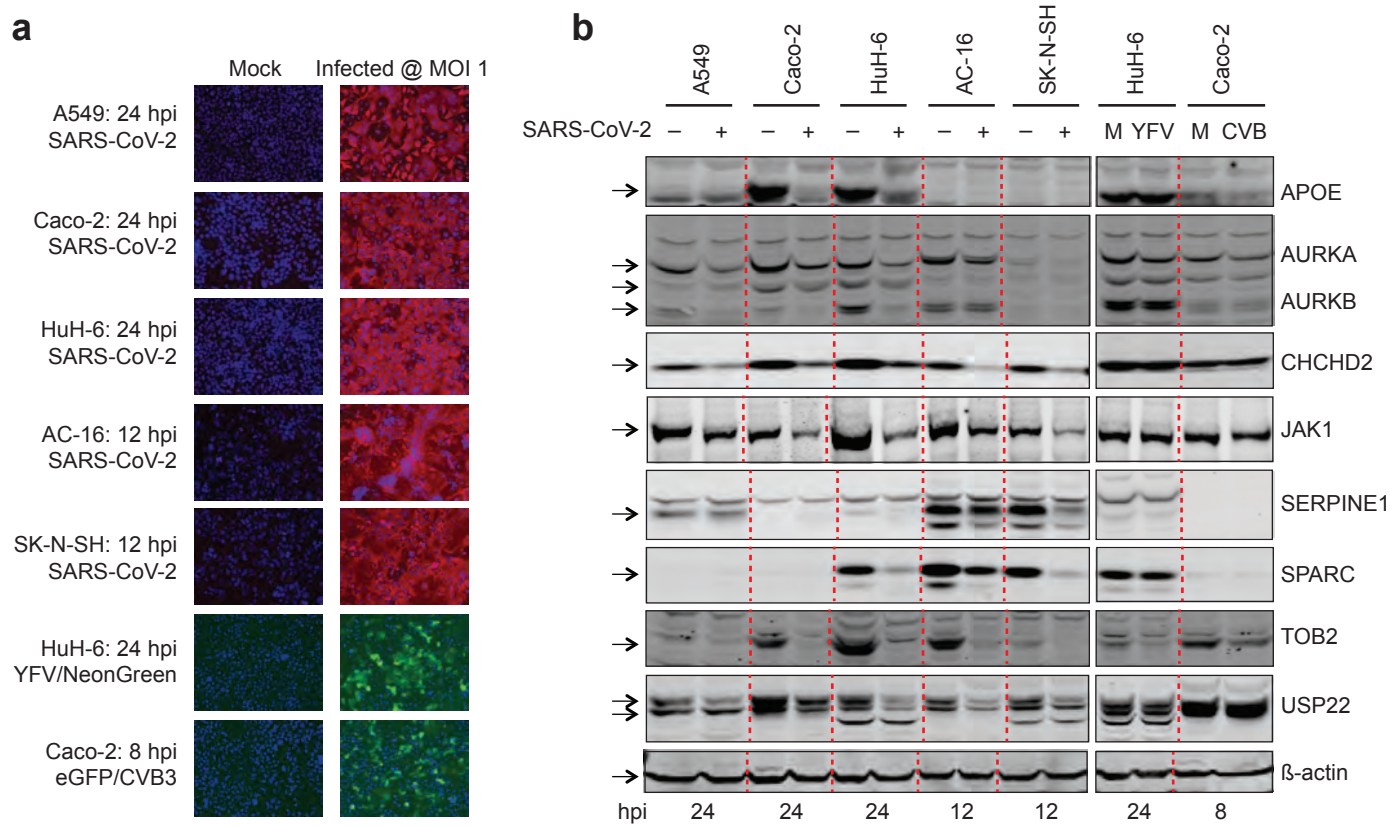 a
Mock
Infected @ MOI 1
A549: 24 hpi
SARS-CoV-2
Caco-2: 24 hpi
SARS-CoV-2
HuH-6: 24 hpi
SARS-CoV-2
AC-16: 12 hpi
SARS-CoV-2
SK-N-SH: 12 hpi
SARS-CoV-2
HuH-6: 24 hpi
YFV/NeonGreen
Caco-2: 8 hpi
eGFP/CVB3
b
A549
Caco-2
HuH-6
AC-16
SK-N-SH
HuH-6
Caco-2
SARS-CoV-2 – + – + – + – + – + M YFV M CVB
APOE
AURKA
AURKB
CHCHD2
JAK1
SERPINE1
SPARC
TOB2
USP22
ß-actin
hpi 24 24 24 12 12 24 8